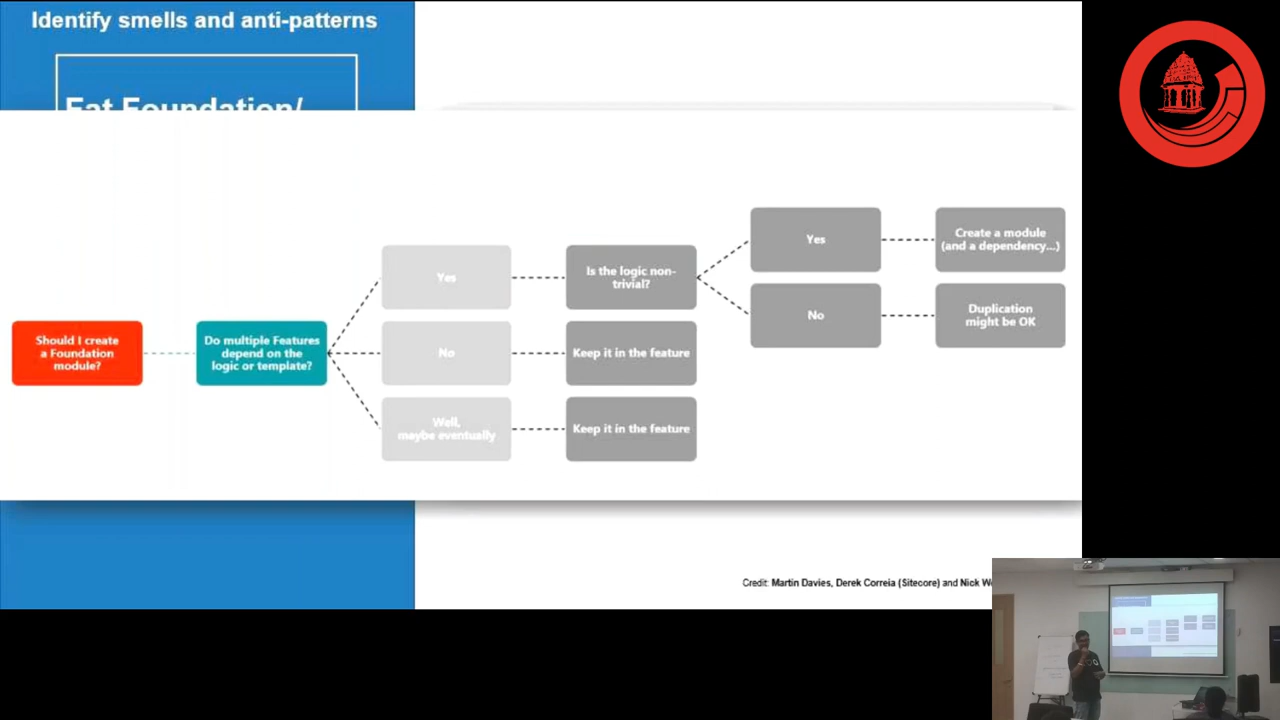 Identify smells and anti-patterns
Fat Foundation/
Should I create
a Foundation
module?
Do multiple Features
depend on the
logic or template?
Yes
No
Well,
maybe eventually
Is the logic non-
trivial?
Keep it in the feature
Keep it in the feature
Yes
No
Create a module
(and a dependency...)
Duplication
might be OK
Credit: Martin Davies, Derek Correia (Sitecore) and Nick